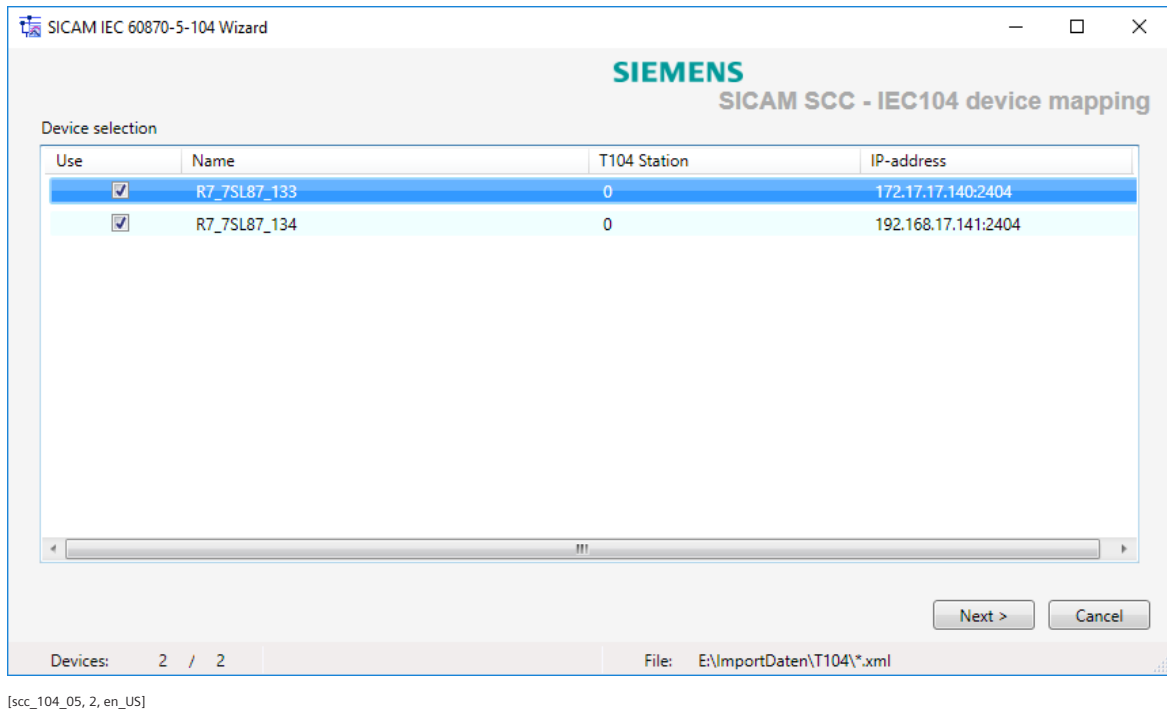 SICAM IEC 60870-5-104 Wizard
SIEMENS
SICAM SCC - IEC104 device mapping
Device selection
Use Name T104 Station IP-address
R7_7SL87_133 0 172.17.17.140:2404
R7_7SL87_134 0 192.168.17.141:2404
Next > Cancel
Devices: 2 / 2 File: E:\ImportDaten\T104\*.xml
[scc_104_05, 2, en_US]